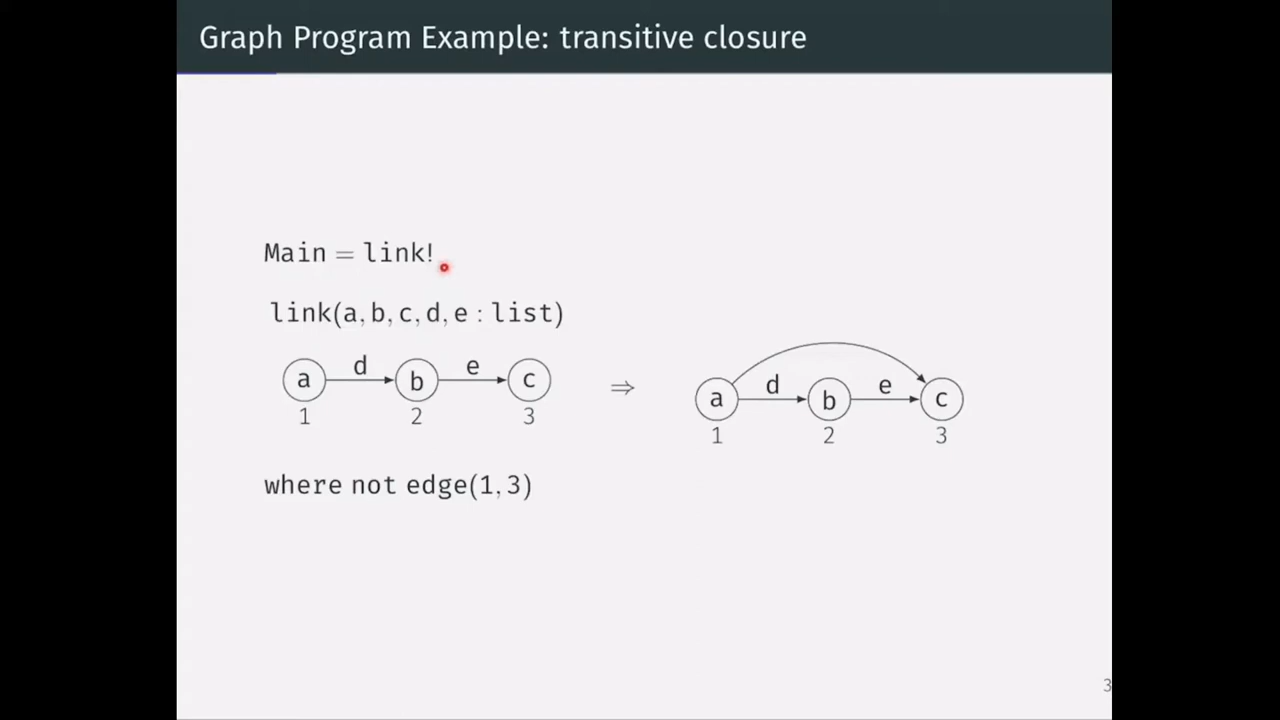 Graph Program Example: transitive closure
Main = link!
link(a, b, c, d, e : list)
a d b e c ⇒ a d b e c
1 2 3 1 2 3
where not edge(1, 3)
3